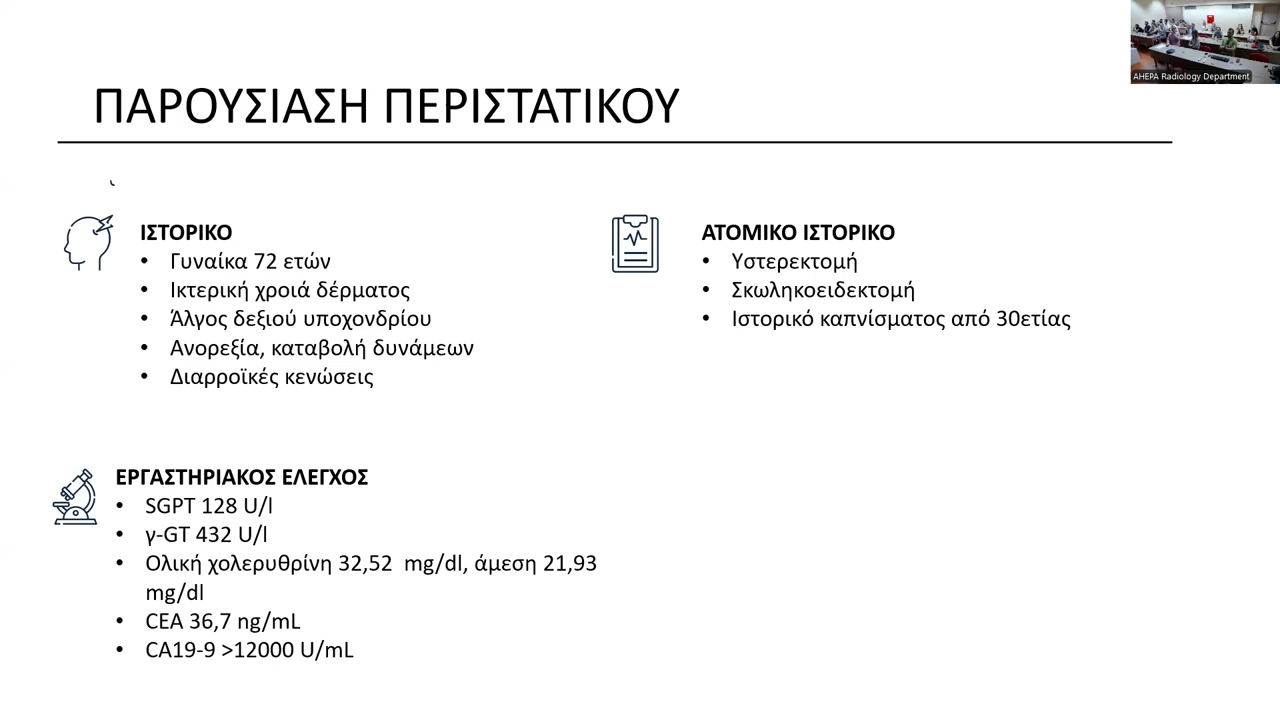 AHEPA Radiology Department
ΠΑΡΟΥΣΙΑΣΗ ΠΕΡΙΣΤΑΤΙΚΟΥ
ΙΣΤΟΡΙΚΟ
• Γυναίκα 72 ετών
• Ικτερική χροιά δέρματος
• Άλγος δεξιού υποχονδρίου
• Ανορεξία, καταβολή δυνάμεων
• Διαρροϊκές κενώσεις
ΑΤΟΜΙΚΟ ΙΣΤΟΡΙΚΟ
• Υστερεκτομή
• Σκωληκοειδεκτομή
• Ιστορικό καπνίσματος από 30ετίας
ΕΡΓΑΣΤΗΡΙΑΚΟΣ ΕΛΕΓΧΟΣ
• SGPT 128 U/l
• γ-GT 432 U/l
• Ολική χολερυθρίνη 32,52 mg/dl, άμεση 21,93
mg/dl
• CEA 36,7 ng/mL
• CA19-9 >12000 U/mL